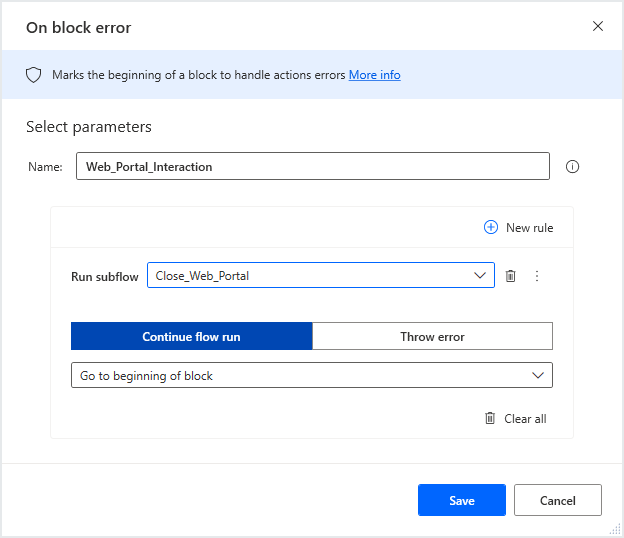 On block error
Marks the beginning of a block to handle actions errors More info
Select parameters
Name: Web_Portal_Interaction
New rule
Run subflow Close_Web_Portal
Continue flow run Throw error
Go to beginning of block
Clear all
Save Cancel